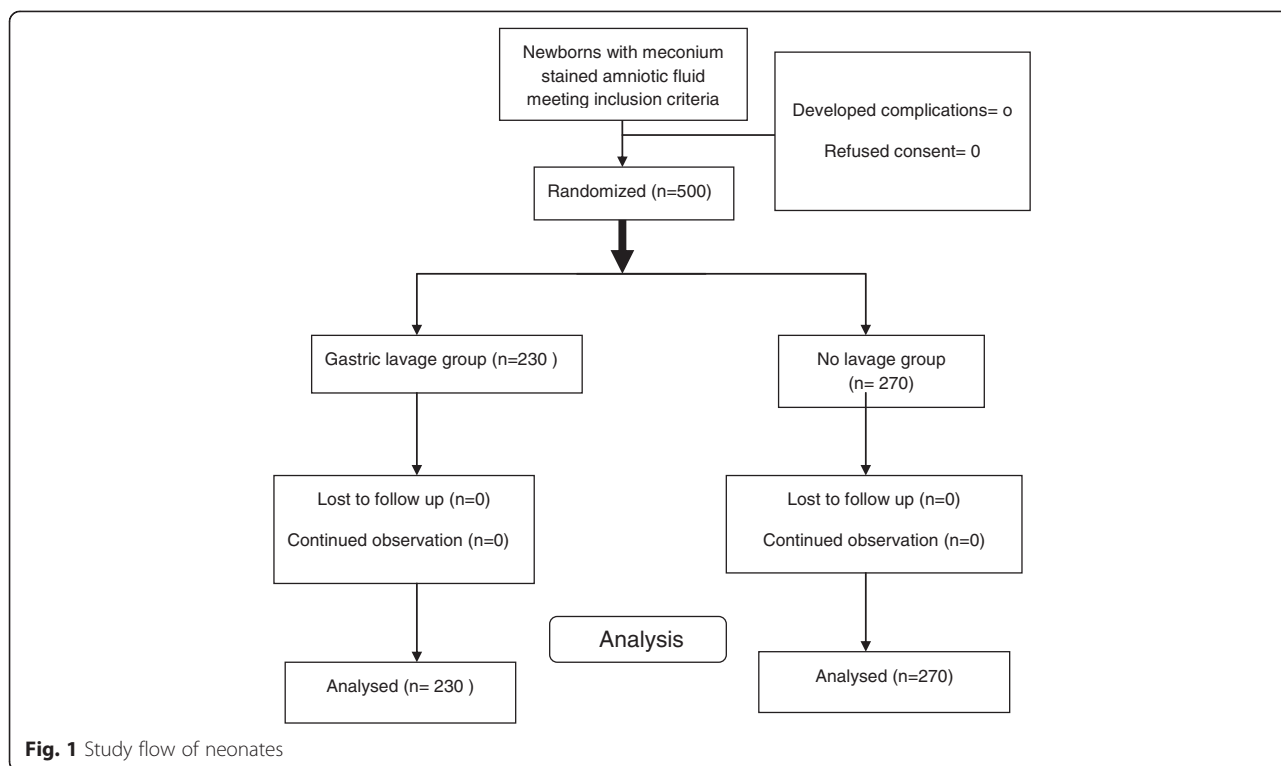 Newborns with meconium
stained amniotic fluid
meeting inclusion criteria
Developed complications= o
Refused consent= 0
Randomized (n=500)
Gastric lavage group (n=230 )
No lavage group
(n= 270)
Lost to follow up (n=0)
Continued observation (n=0)
Lost to follow up (n=0)
Continued observation (n=0)
Analysis
Analysed (n= 230 )
Analysed (n=270)
Fig. 1 Study flow of neonates